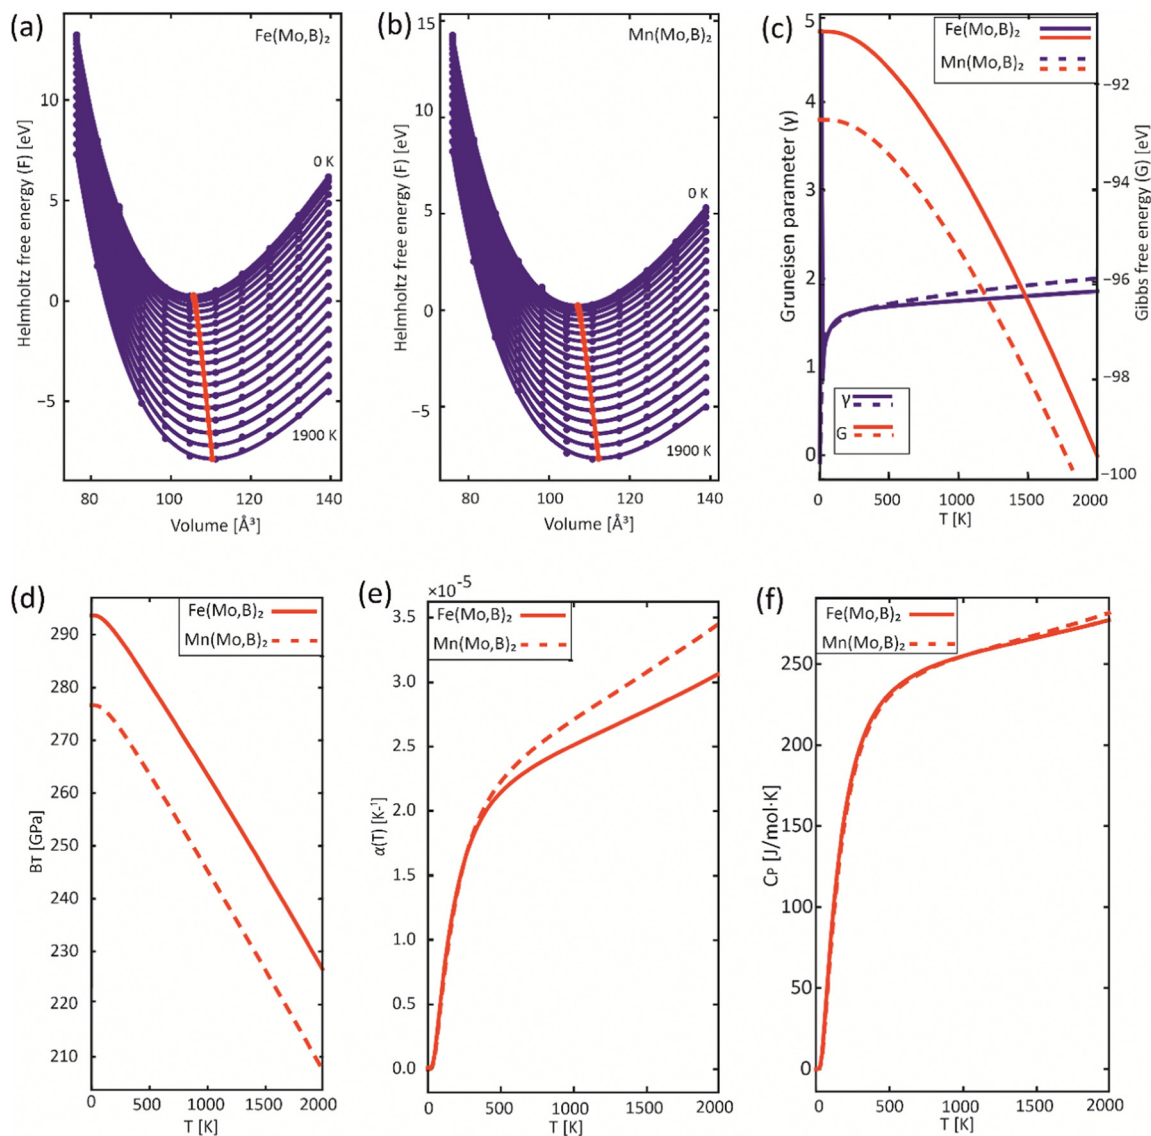 (a)
Fe(Mo,B)₂
Helmholtz free energy (F) [eV]
10
5
0
−5
0 K
1900 K
80
100
120
140
Volume [Å³]
(b)
Mn(Mo,B)₂
Helmholtz free energy (F) [eV]
15
10
5
0
−5
0 K
1900 K
80
100
120
140
Volume [Å³]
(c)
Fe(Mo,B)₂
Mn(Mo,B)₂
Gruneisen parameter (γ)
5
4
3
2
1
0
γ
G
Gibbs free energy (G) [eV]
−92
−94
−96
−98
−100
0
500
1000
1500
2000
T [K]
(d)
Fe(Mo,B)₂
Mn(Mo,B)₂
BT [GPa]
290
280
270
260
250
240
230
220
210
0
500
1000
1500
2000
T [K]
(e)
×10⁻⁵
Fe(Mo,B)₂
Mn(Mo,B)₂
α(T) [K-¹]
3.5
3.0
2.5
2.0
1.5
1.0
0.5
0.0
0
500
1000
1500
2000
T [K]
(f)
Fe(Mo,B)₂
Mn(Mo,B)₂
CP [J/mol·K]
250
200
150
100
50
0
0
500
1000
1500
2000
T [K]